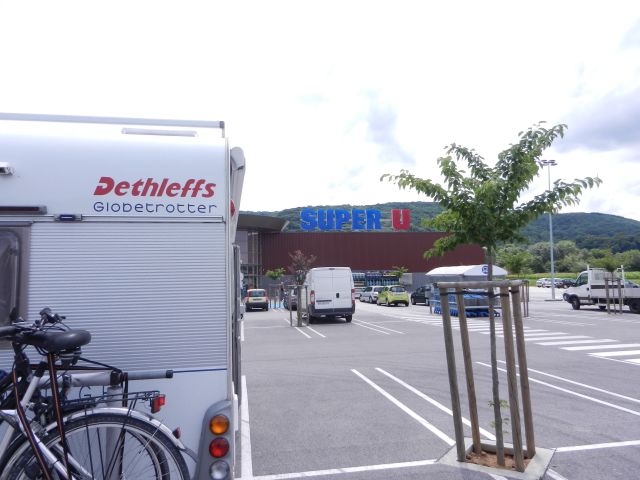 Dethleffs
Globetrotter
SUPER U